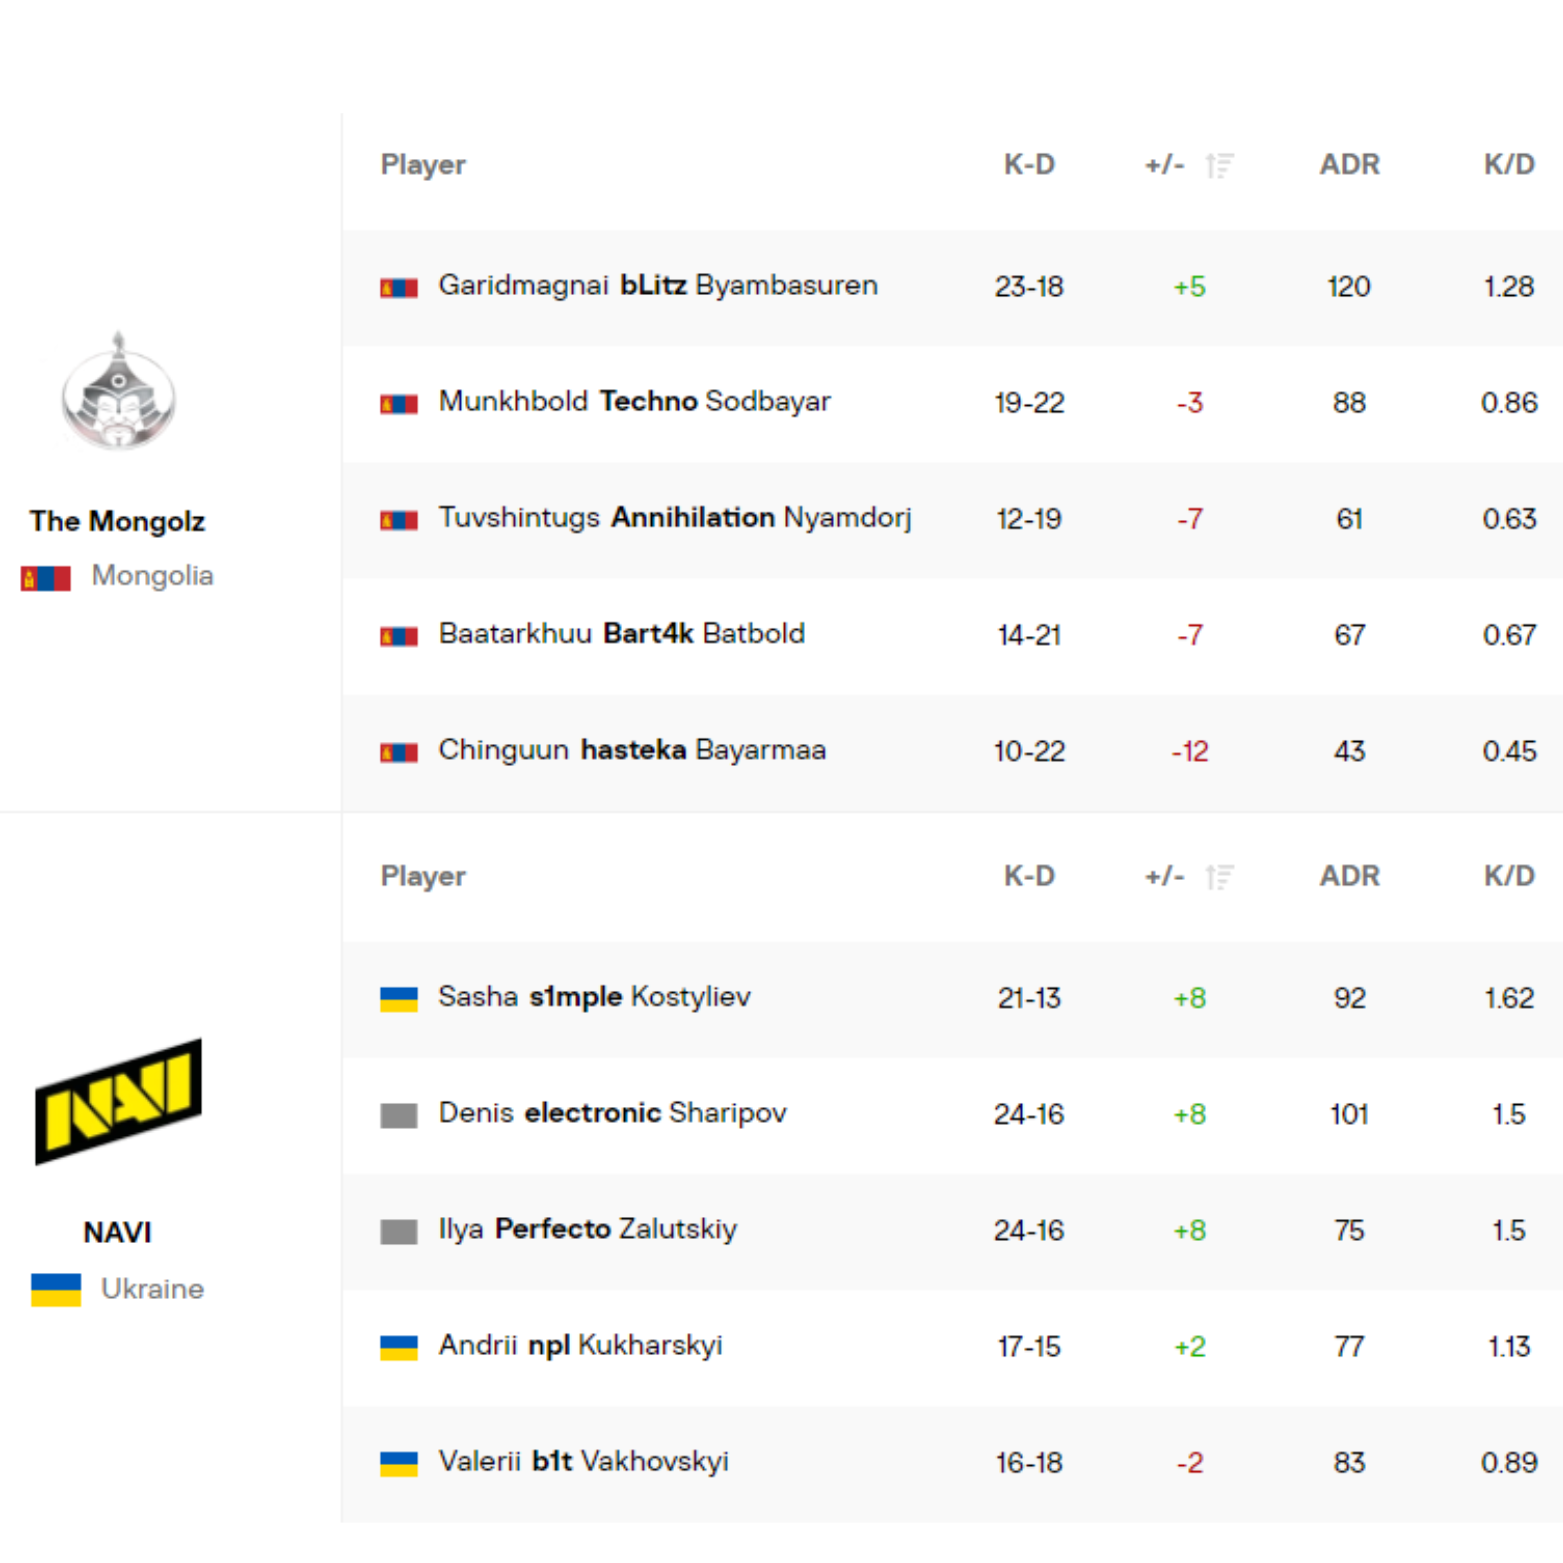 Player K-D +/- ADR K/D
Garidmagnai bLitz Byambasuren 23-18 +5 120 1.28
Munkhbold Techno Sodbayar 19-22 -3 88 0.86
The Mongolz
Mongolia
Tuvshintugs Annihilation Nyamdorj 12-19 -7 61 0.63
Baatarkhuu Bart4k Batbold 14-21 -7 67 0.67
Chinguun hasteka Bayarmaa 10-22 -12 43 0.45
Player K-D +/- ADR K/D
Sasha s1mple Kostyliev 21-13 +8 92 1.62
Denis electronic Sharipov 24-16 +8 101 1.5
NAVI
NAVI
Ukraine
Ilya Perfecto Zalutskiy 24-16 +8 75 1.5
Andrii npl Kukharskyi 17-15 +2 77 1.13
Valerii b1t Vakhovskyi 16-18 -2 83 0.89